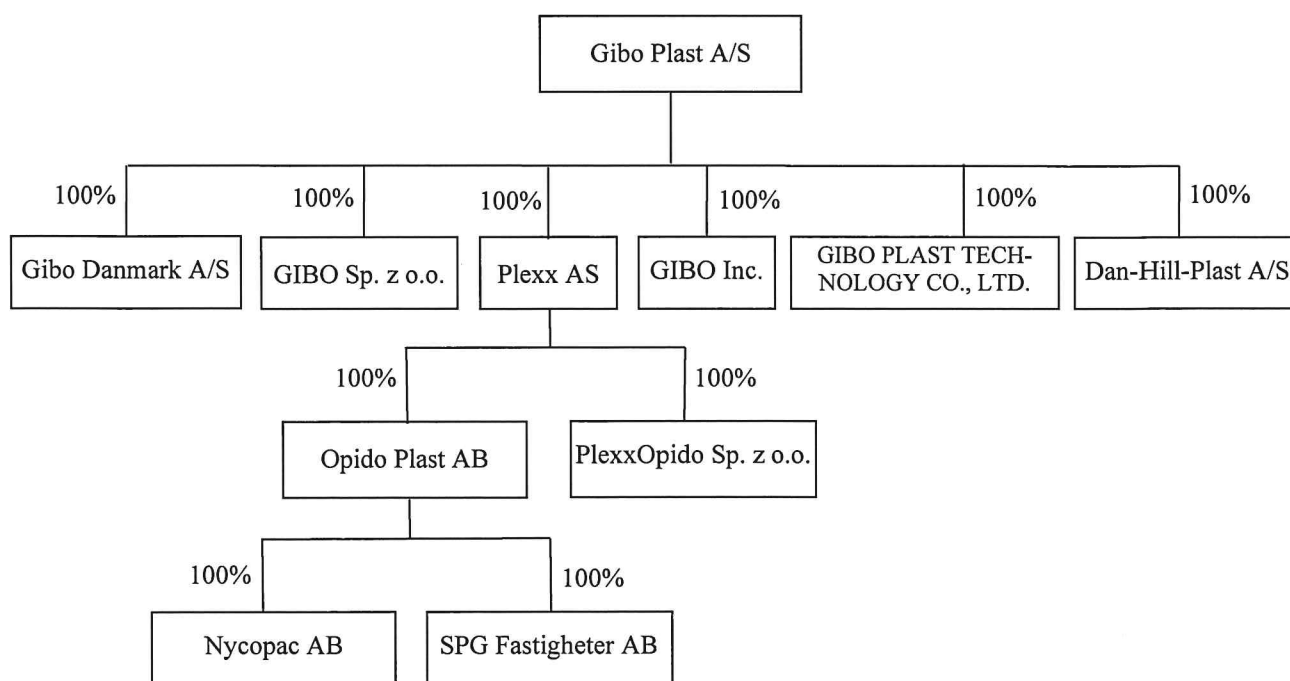 Gibo Plast A/S
100%
100%
100%
100%
100%
100%
Gibo Danmark A/S
GIBO Sp. z o.o.
Plexx AS
GIBO Inc.
GIBO PLAST TECH-
NOLOGY CO., LTD.
Dan-Hill-Plast A/S
100%
100%
Opido Plast AB
PlexxOpido Sp. z o.o.
100%
100%
Nycopac AB
SPG Fastigheter AB